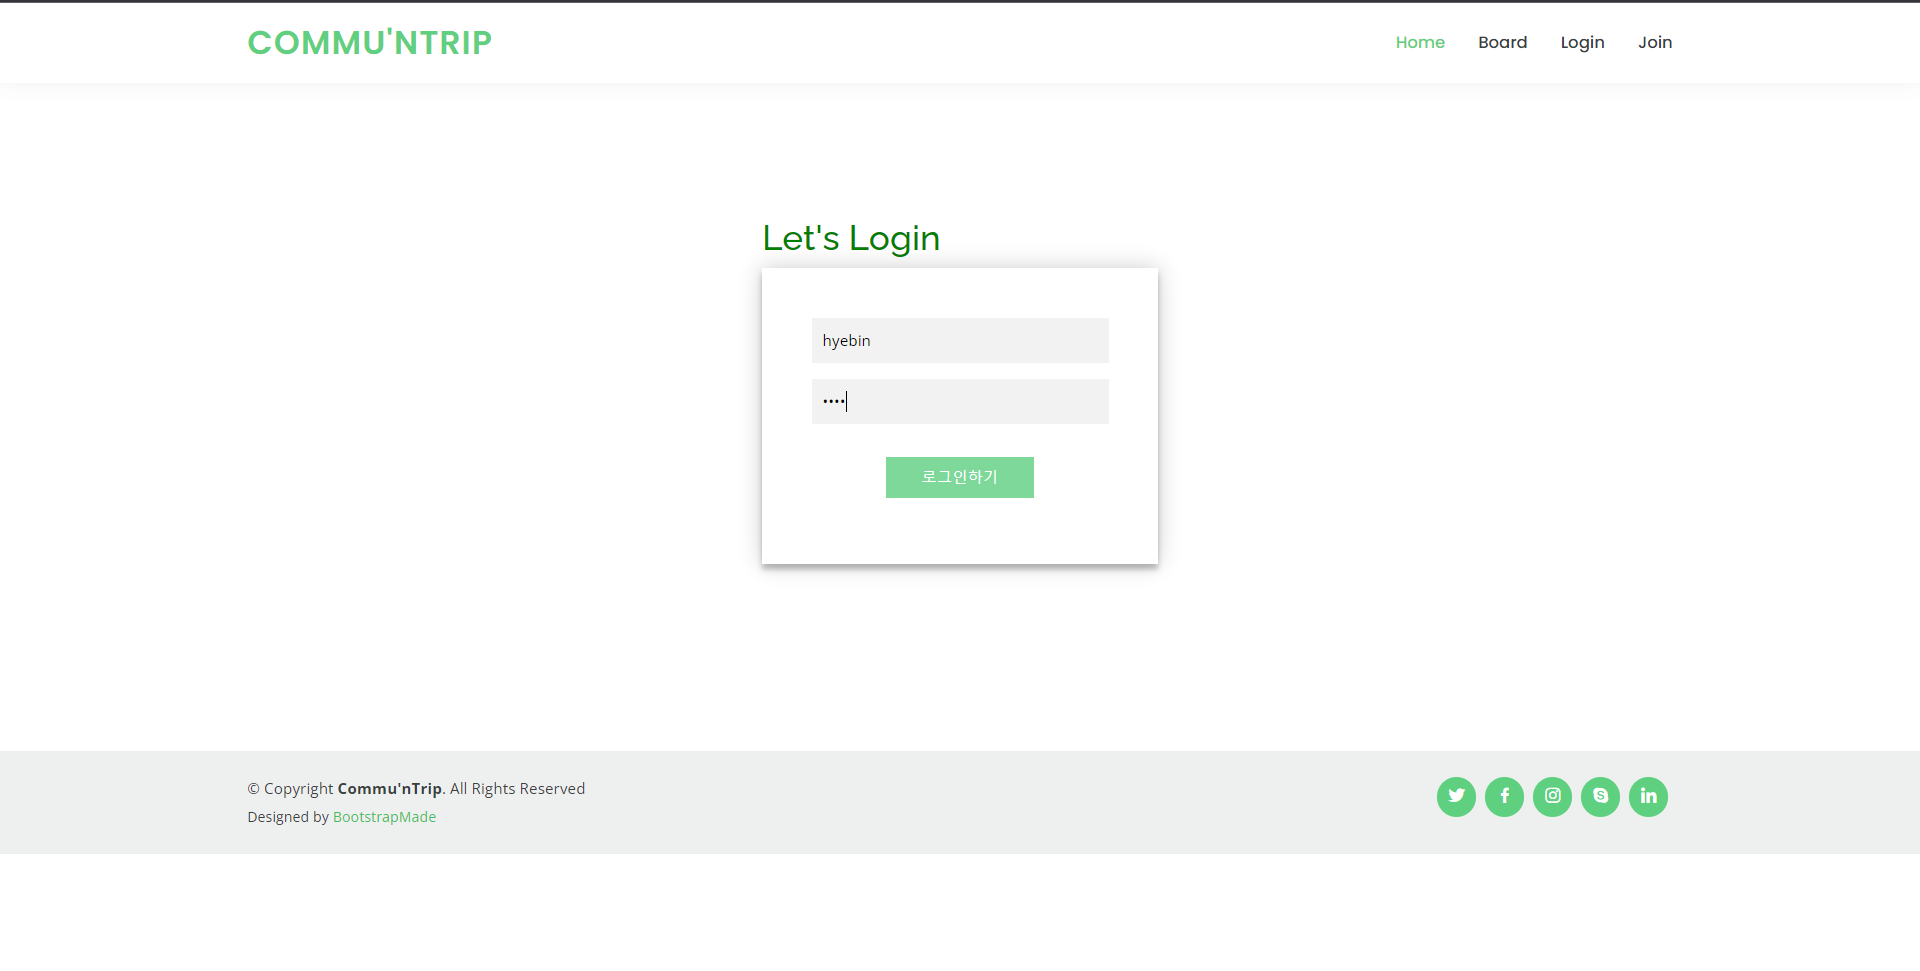 COMMU'NTRIP
Home Board Login Join
Let's Login
hyebin
••••
로그인하기
© Copyright Commu'nTrip. All Rights Reserved
Designed by BootstrapMade